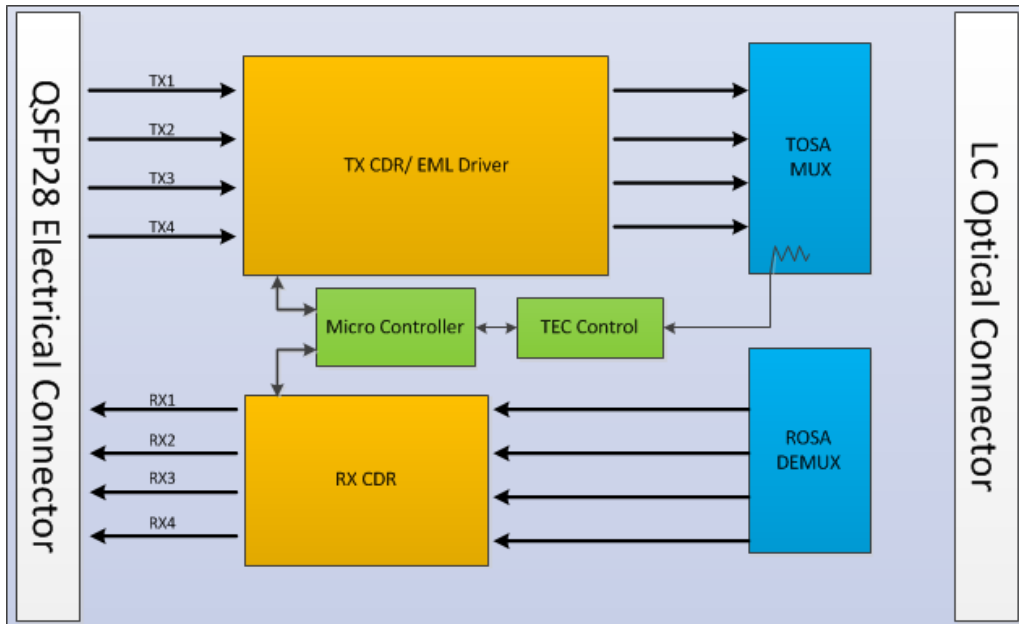 QSFP28 Electrical Connector
TX1
TX2
TX3
TX4
TX CDR/ EML Driver
TOSA
MUX
LC Optical Connector
Micro Controller
TEC Control
RX1
RX2
RX3
RX4
RX CDR
ROSA
DEMUX